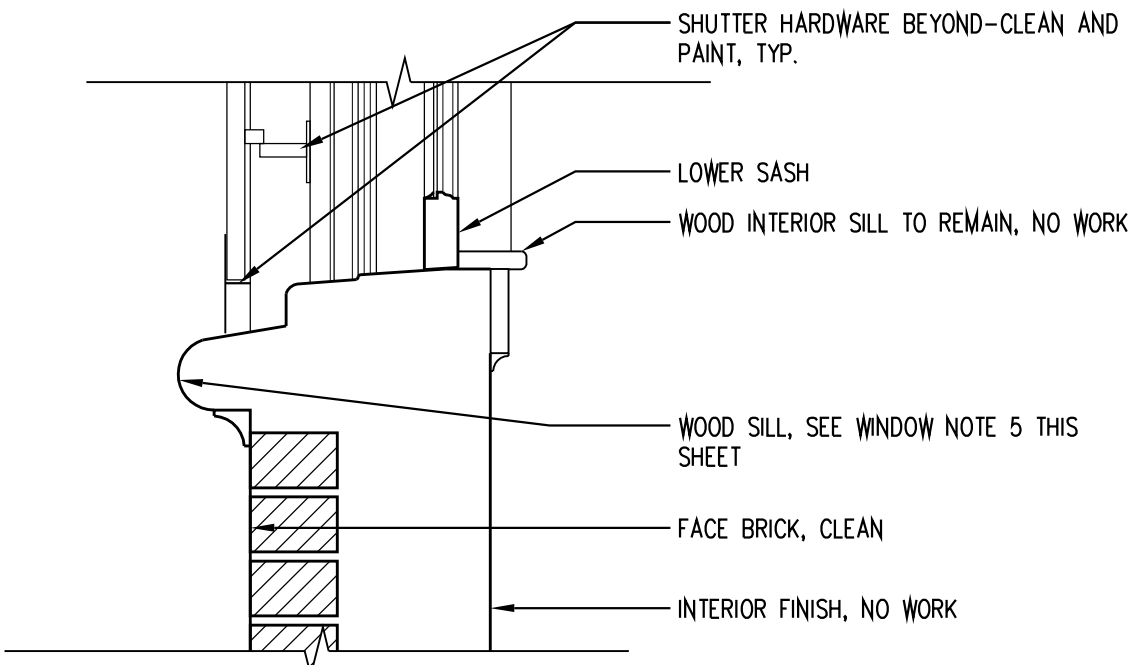 SHUTTER HARDWARE BEYOND-CLEAN AND
PAINT, TYP.
LOWER SASH
WOOD INTERIOR SILL TO REMAIN, NO WORK
WOOD SILL, SEE WINDOW NOTE 5 THIS
SHEET
FACE BRICK, CLEAN
INTERIOR FINISH, NO WORK